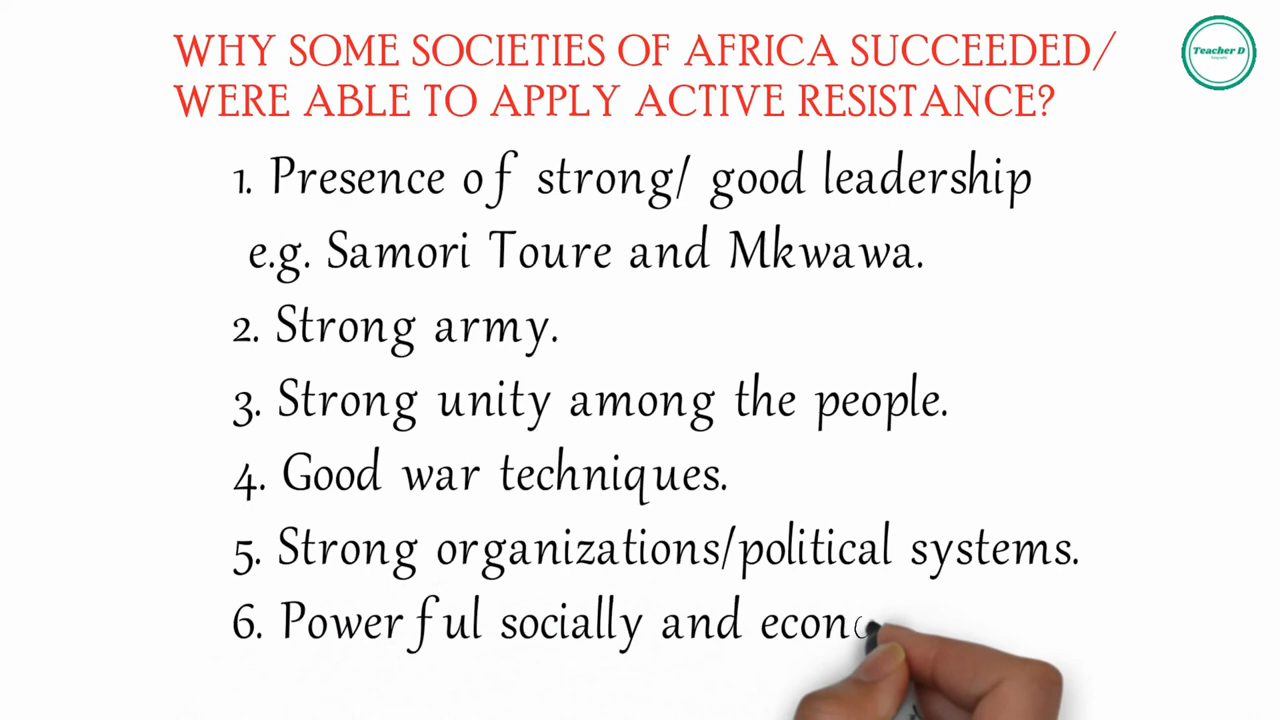 WHY SOME SOCIETIES OF AFRICA SUCCEEDED/
WERE ABLE TO APPLY ACTIVE RESISTANCE?
Teacher D
1. Presence of strong/ good leadership
e.g. Samori Toure and Mkwawa.
2. Strong army.
3. Strong unity among the people.
4. Good war techniques.
5. Strong organizations/political systems.
6. Powerful socially and econo